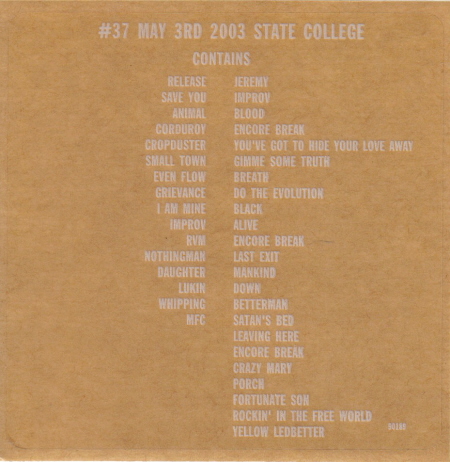 #37 MAY 3RD 2003 STATE COLLEGE
CONTAINS
RELEASE
SAVE YOU
ANIMAL
CORDUROY
CROPDUSTER
SMALL TOWN
EVEN FLOW
GRIEVANCE
I AM MINE
IMPROV
RVM
NOTHINGMAN
DAUGHTER
LUKIN
WHIPPING
MFC
JEREMY
IMPROV
BLOOD
ENCORE BREAK
YOU'VE GOT TO HIDE YOUR LOVE AWAY
GIMME SOME TRUTH
BREATH
DO THE EVOLUTION
BLACK
ALIVE
ENCORE BREAK
LAST EXIT
MANKIND
DOWN
BETTERMAN
SATAN'S BED
LEAVING HERE
ENCORE BREAK
CRAZY MARY
PORCH
FORTUNATE SON
ROCKIN' IN THE FREE WORLD
YELLOW LEDBETTER